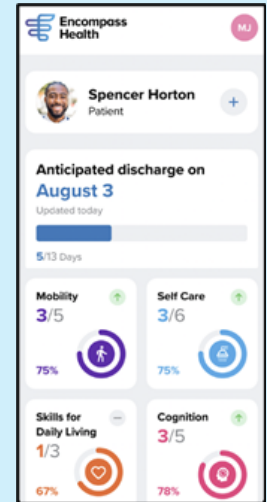 Encompass
Health
MJ
Spencer Horton
Patient
+
Anticipated discharge on
August 3
Updated today
5/13 Days
Mobility
3/5
75%
Self Care
3/6
75%
Skills for
Daily Living
1/3
67%
Cognition
3/5
78%